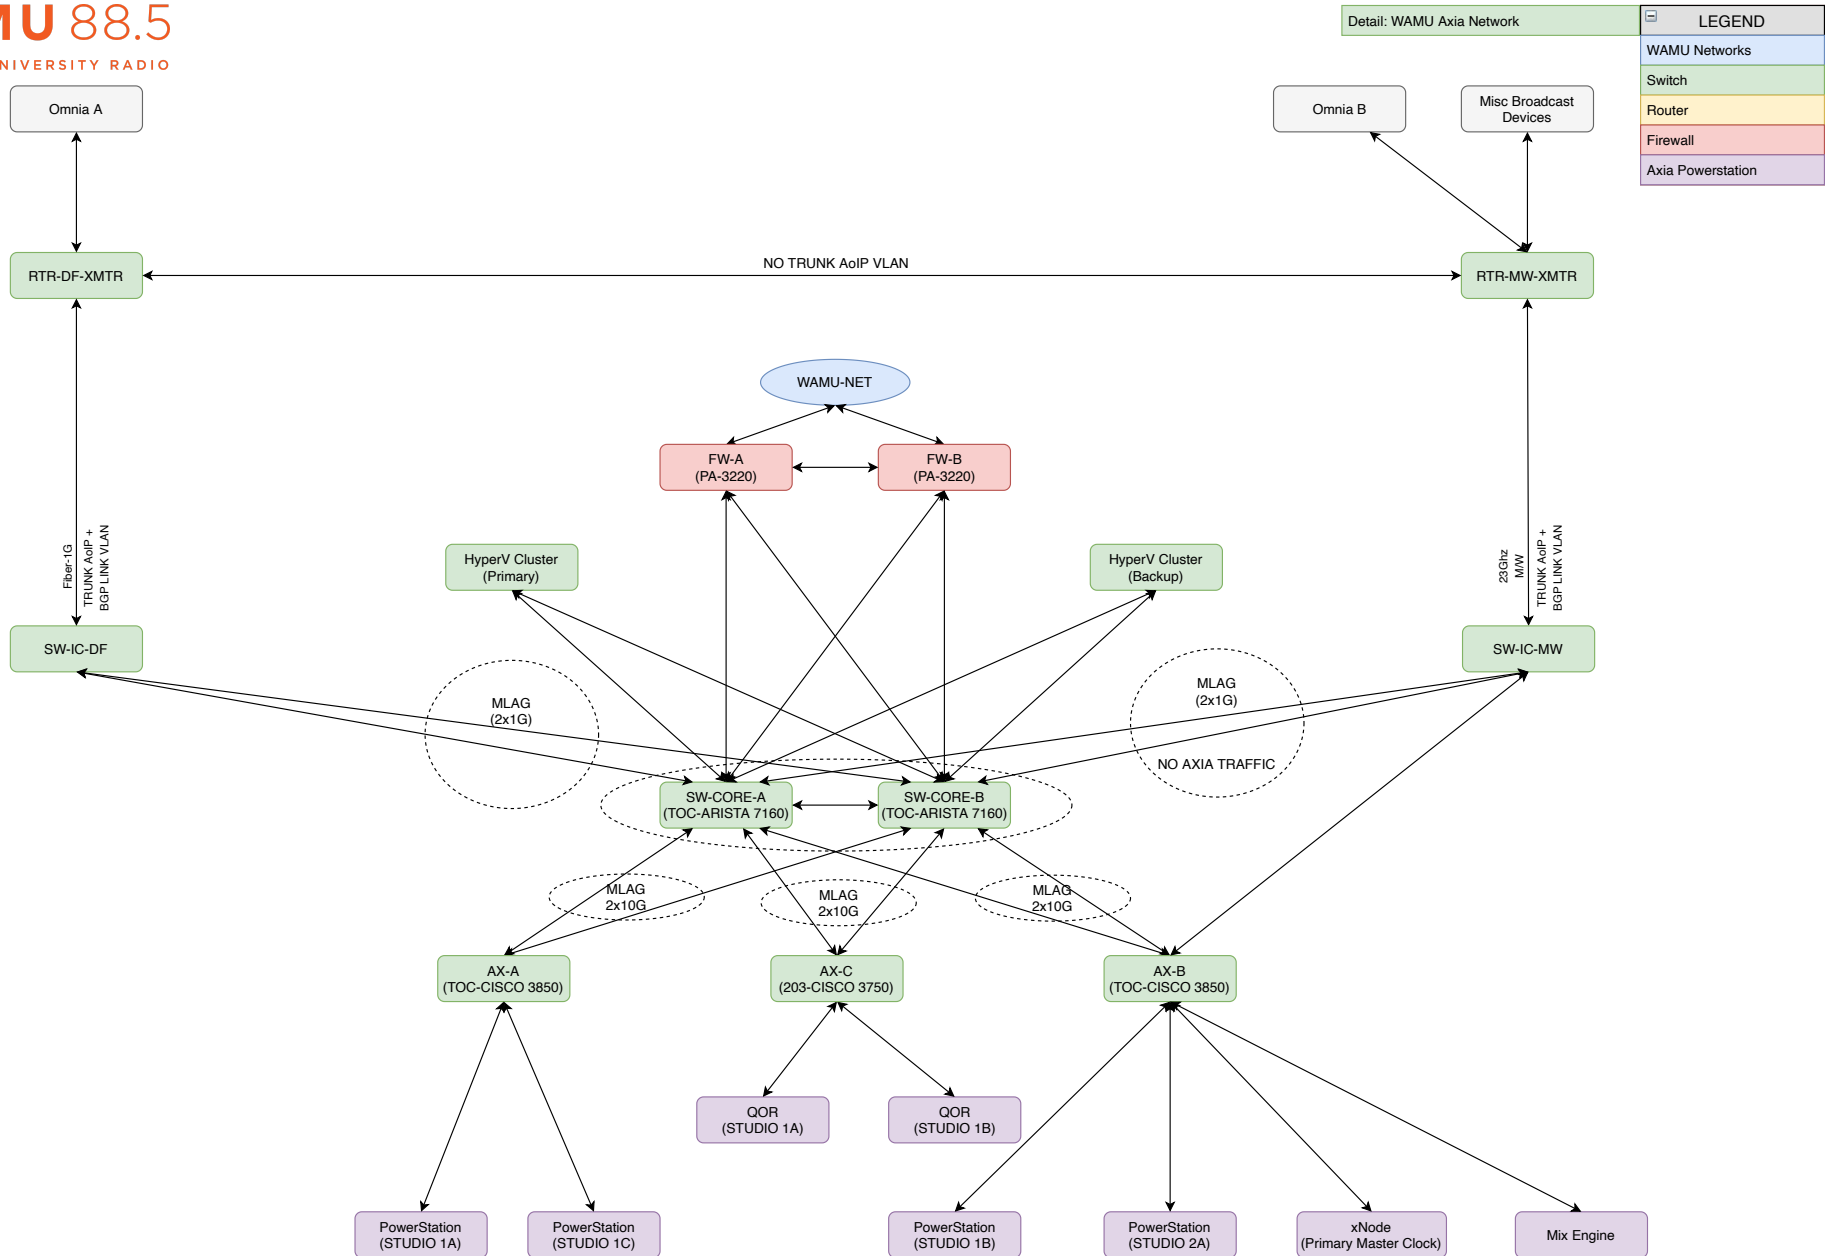 MU 88.5
NIVERSITY RADIO
Detail: WAMU Axia Network
LEGEND
WAMU Networks
Switch
Router
Firewall
Axia Powerstation
Omnia A
Omnia B
Misc Broadcast
Devices
RTR-DF-XMTR
NO TRUNK AoIP VLAN
RTR-MW-XMTR
WAMU-NET
FW-A
(PA-3220)
FW-B
(PA-3220)
Fiber-1G
TRUNK AoIP +
BGP LINK VLAN
HyperV Cluster
(Primary)
HyperV Cluster
(Backup)
23Ghz
M/W
TRUNK AoIP +
BGP LINK VLAN
SW-IC-DF
SW-IC-MW
MLAG
(2x1G)
MLAG
(2x1G)
NO AXIA TRAFFIC
SW-CORE-A
(TOC-ARISTA 7160)
SW-CORE-B
(TOC-ARISTA 7160)
MLAG
2x10G
MLAG
2x10G
MLAG
2x10G
AX-A
(TOC-CISCO 3850)
AX-C
(203-CISCO 3750)
AX-B
(TOC-CISCO 3850)
QOR
(STUDIO 1A)
QOR
(STUDIO 1B)
PowerStation
(STUDIO 1A)
PowerStation
(STUDIO 1C)
PowerStation
(STUDIO 1B)
PowerStation
(STUDIO 2A)
xNode
(Primary Master Clock)
Mix Engine